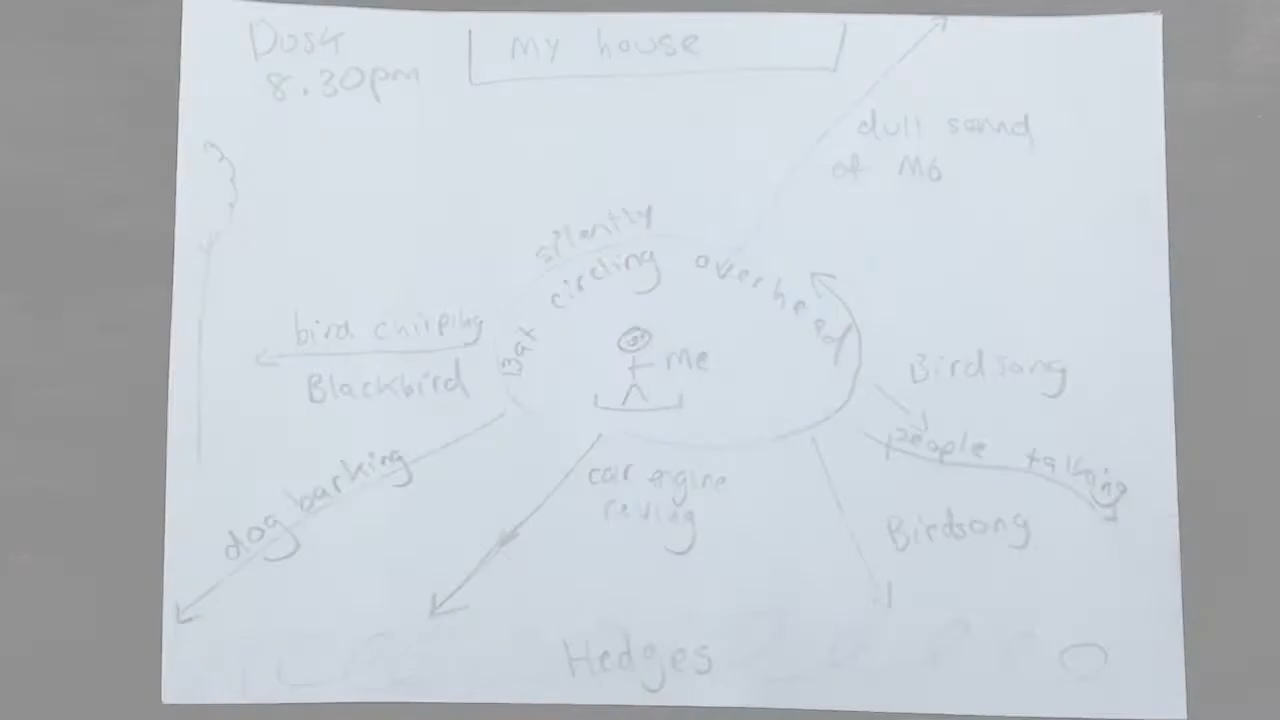 Dusk
8.30pm
My house
dull sound
of M6
silently
Bat circling overhead
bird chirping
Blackbird
Me
Birdsong
people talking
dog barking
car engine
reving
Birdsong
Hedges